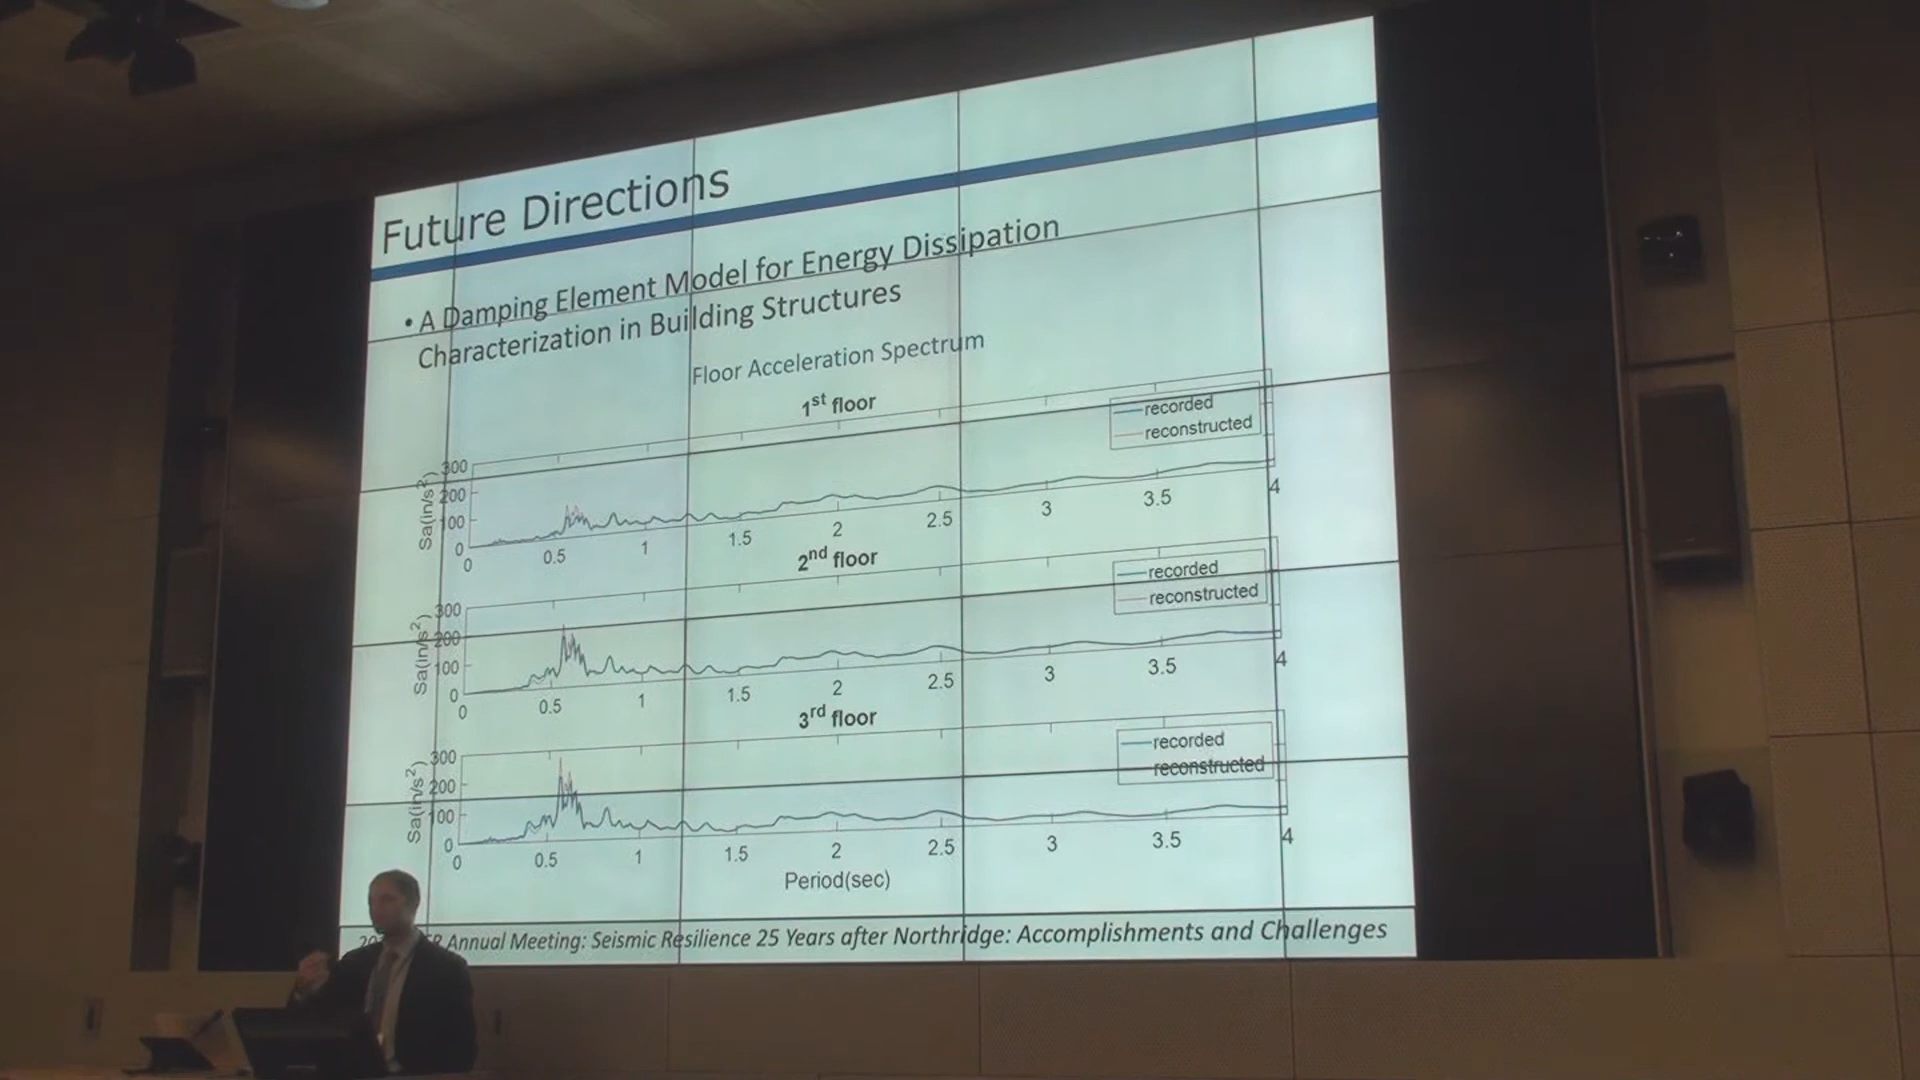 Future Directions
• A Damping Element Model for Energy Dissipation
Characterization in Building Structures
Floor Acceleration Spectrum
1st floor
recorded
reconstructed
Sa(in/s2)
300
200
100
0
0 0.5 1 1.5 2 2.5 3 3.5 4
2nd floor
recorded
reconstructed
Sa(in/s2)
300
200
100
0
0 0.5 1 1.5 2 2.5 3 3.5 4
3rd floor
recorded
reconstructed
Sa(in/s2)
300
200
100
0
0 0.5 1 1.5 2 2.5 3 3.5 4
Period(sec)
Annual Meeting: Seismic Resilience 25 Years after Northridge: Accomplishments and Challenges